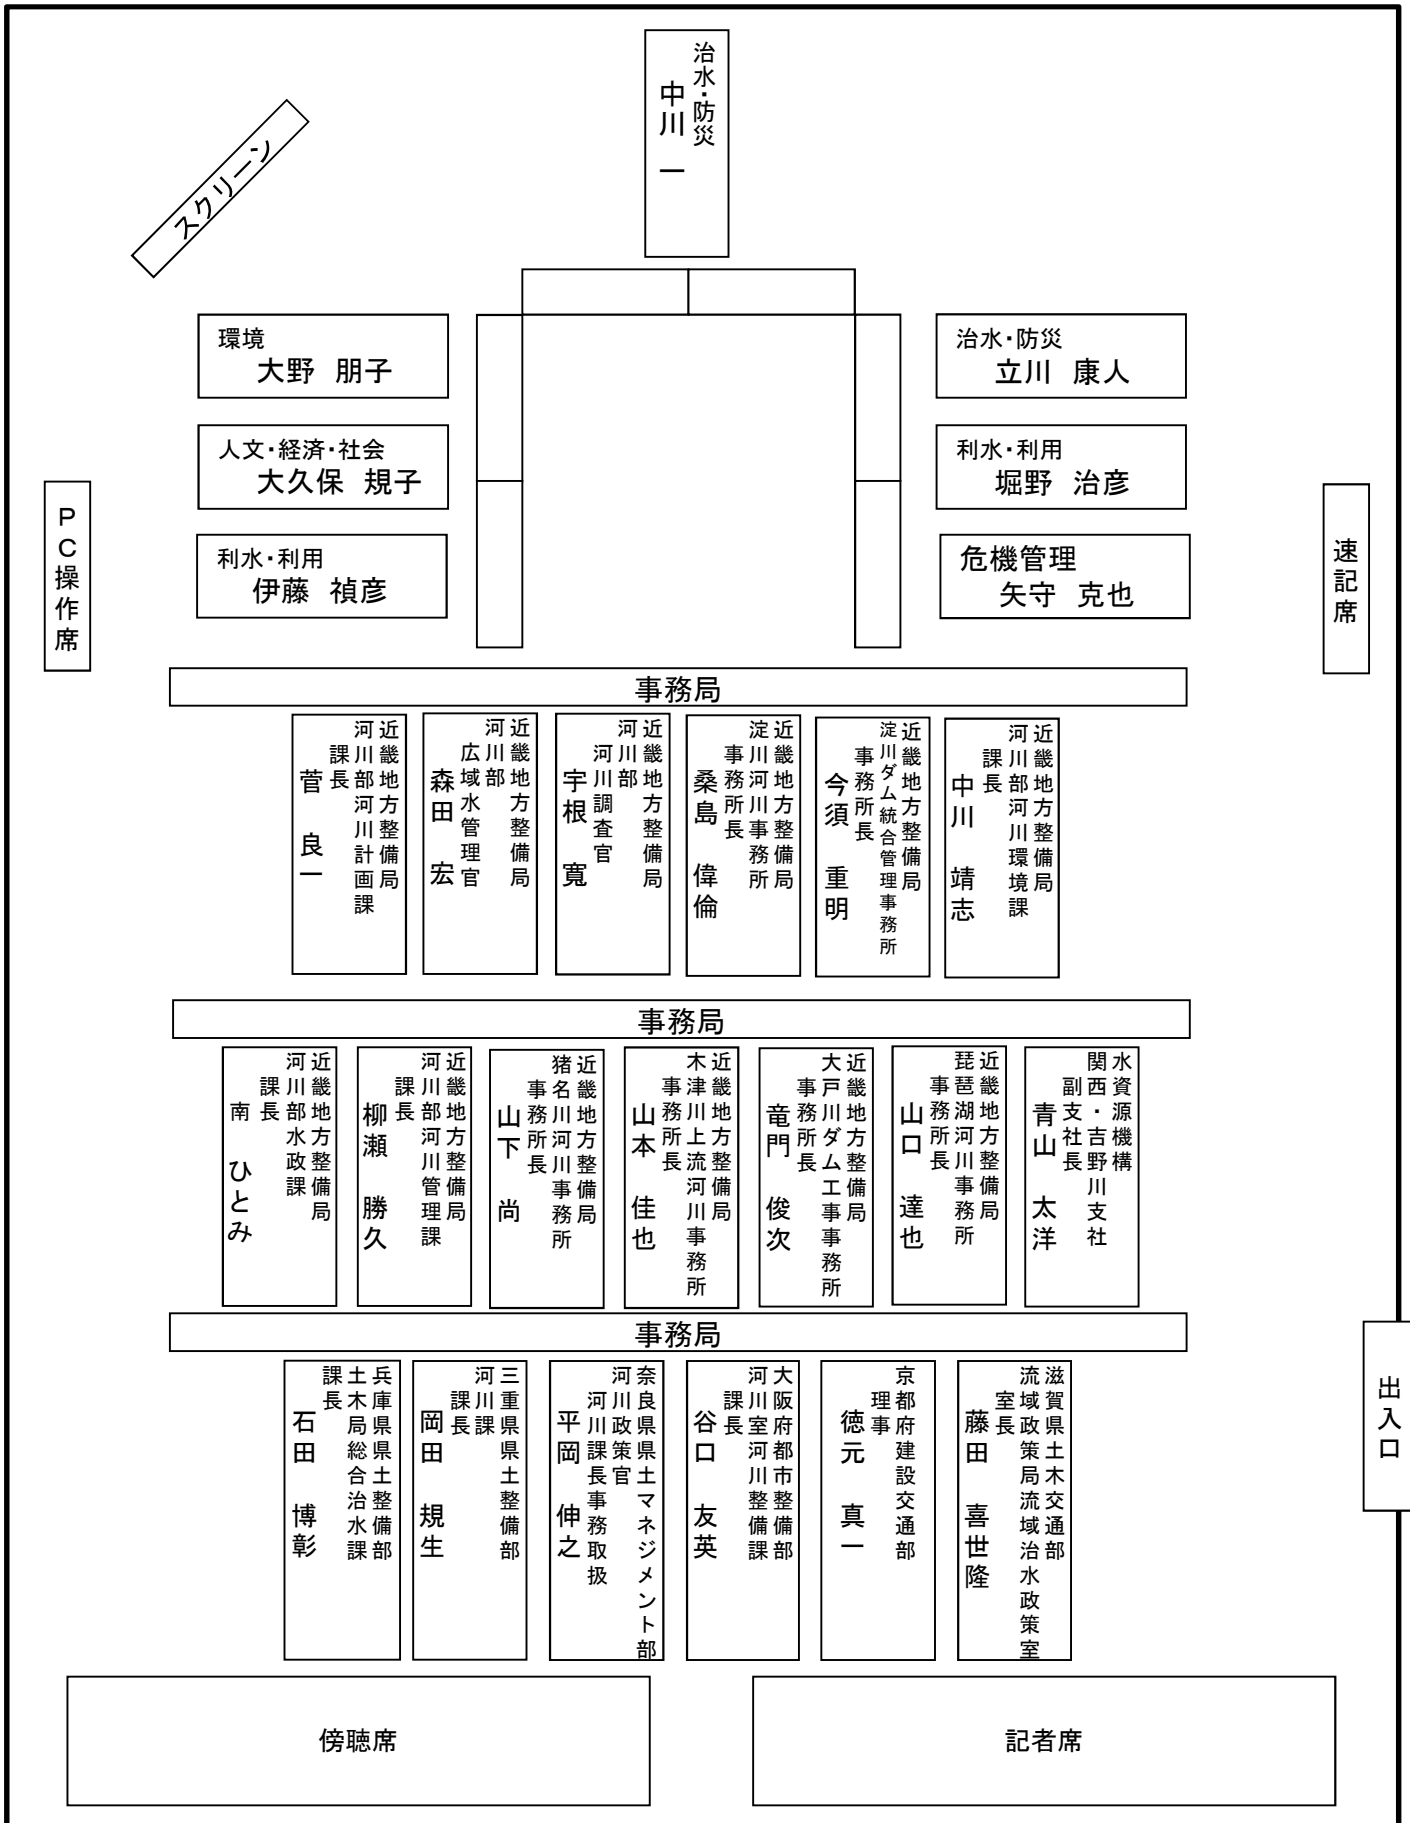 治水・防災
中川 一
スクリーン
環境
大野 朋子
人文・経済・社会
大久保 規子
利水・利用
伊藤 禎彦
治水・防災
立川 康人
利水・利用
堀野 治彦
危機管理
矢守 克也
PC操作席
速記席
事務局
近畿地方整備局
河川部河川計画課
課長
菅 良一
近畿地方整備局
河川部
広域水管理官
森田 宏
近畿地方整備局
河川部
河川調査官
宇根 寛
近畿地方整備局
淀川河川事務所
事務所長
桑島 偉倫
近畿地方整備局
淀川ダム統合管理事務所
事務所長
今須 重明
近畿地方整備局
河川部河川環境課
課長
中川 靖志
事務局
近畿地方整備局
河川部水政課
課長
南 ひとみ
近畿地方整備局
河川部河川管理課
課長
柳瀬 勝久
近畿地方整備局
猪名川河川事務所
事務所長
山下 尚
近畿地方整備局
木津川上流河川事務所
事務所長
山本 佳也
近畿地方整備局
大戸川ダム工事事務所
事務所長
竜門 俊次
近畿地方整備局
琵琶湖河川事務所
事務所長
山口 達也
水資源機構
関西・吉野川支社
副支社長
青山 太洋
事務局
兵庫県県土整備部
土木局総合治水課
課長
石田 博彰
三重県県土整備部
河川課
課長
岡田 規生
奈良県県土マネジメント部
河川政策官
河川課長事務取扱
平岡 伸之
大阪府都市整備部
河川室河川整備課
課長
谷口 友英
京都府建設交通部
理事
徳元 真一
滋賀県土木交通部
流域政策局流域治水政策室
室長
藤田 喜世隆
出入口
傍聴席
記者席